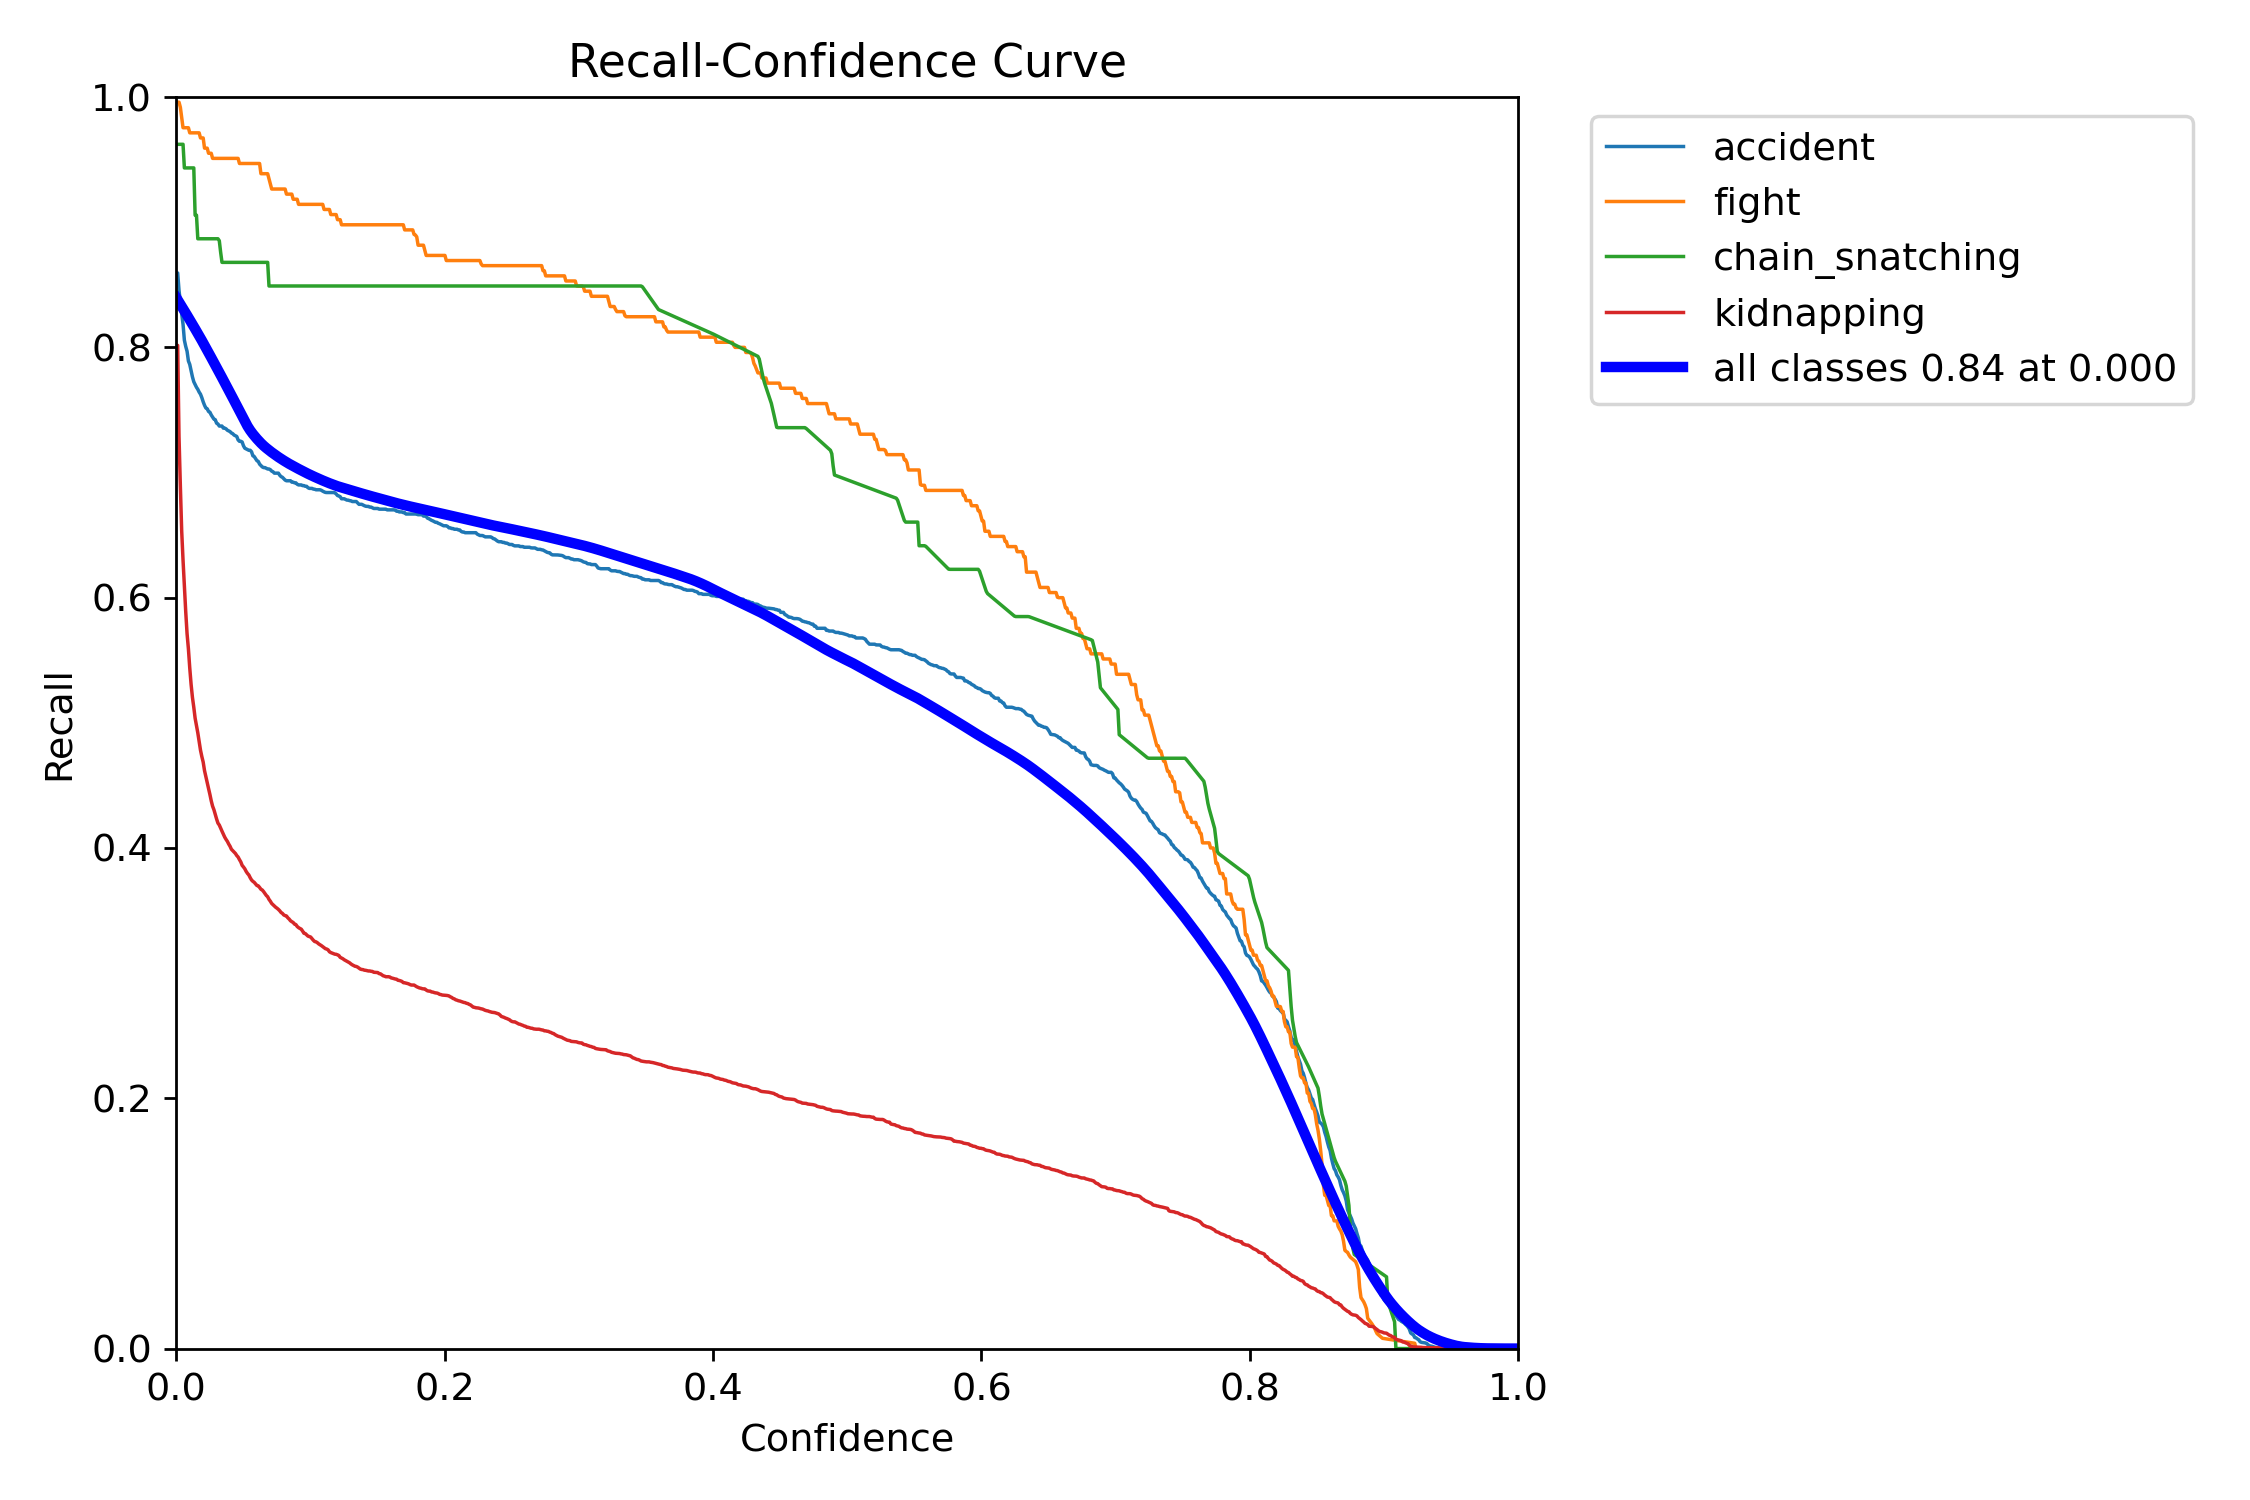 Recall-Confidence Curve
1.0
0.8
0.6
0.4
0.2
0.0
Recall
0.0 0.2 0.4 0.6 0.8 1.0
Confidence
accident
fight
chain_snatching
kidnapping
all classes 0.84 at 0.000